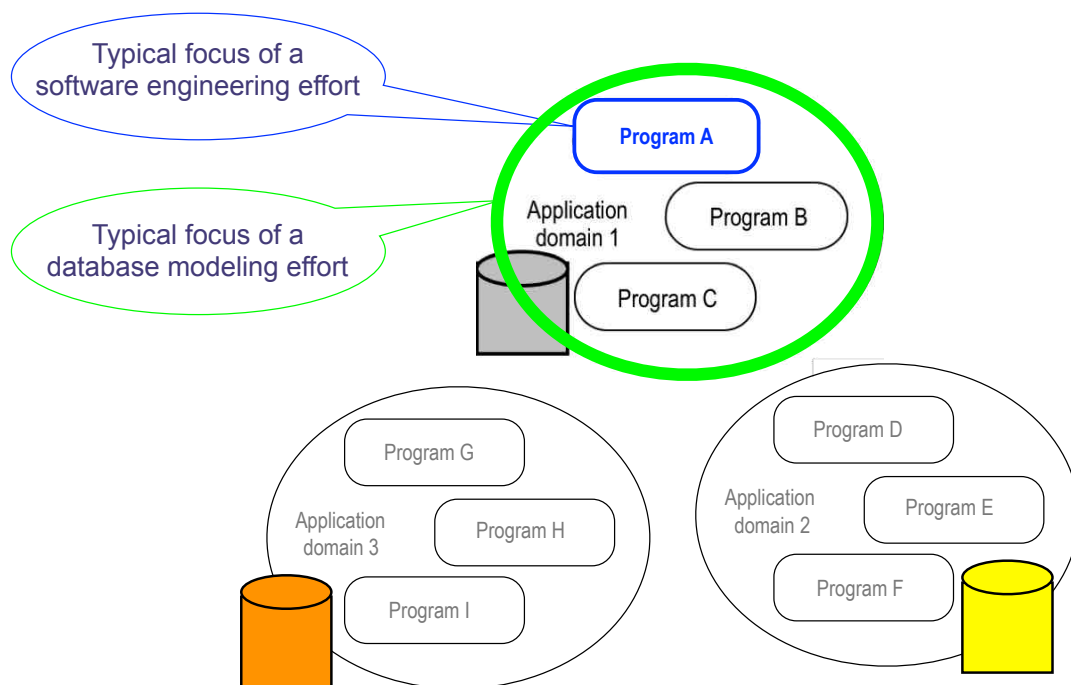 Typical focus of a
software engineering effort
Program A
Typical focus of a
database modeling effort
Application
domain 1
Program B
Program C
Program G
Application
domain 3
Program H
Program I
Program D
Application
domain 2
Program E
Program F